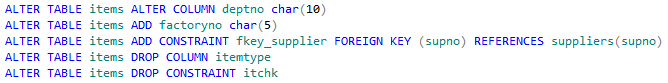 ALTER TABLE items ALTER COLUMN deptno char(10)
ALTER TABLE items ADD factoryno char(5)
ALTER TABLE items ADD CONSTRAINT fkey_supplier FOREIGN KEY (supno) REFERENCES suppliers(supno)
ALTER TABLE items DROP COLUMN itemtype
ALTER TABLE items DROP CONSTRAINT itchk